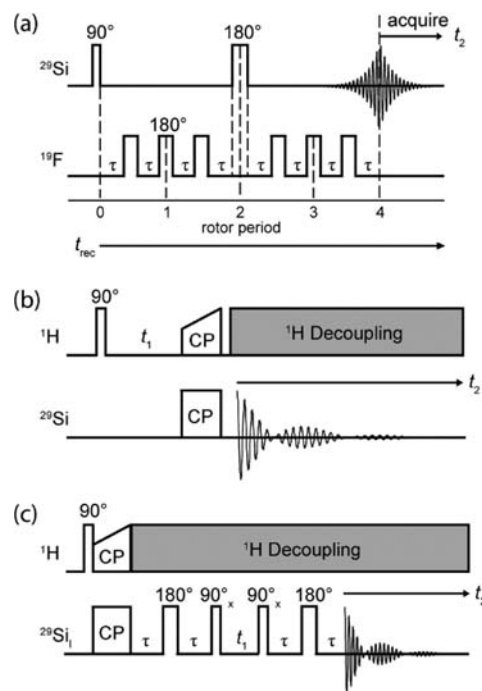 (a)
acquire
90° 180° t2
29Si
180°
19F
τ τ τ τ τ τ τ τ
0 1 2 3 4
rotor period
trec
(b)
90°
1H t1 CP 1H Decoupling
t2
29Si CP
(c)
90°
1H CP 1H Decoupling
180° 90°x 90°x 180°
29SiI CP τ τ t1 τ τ